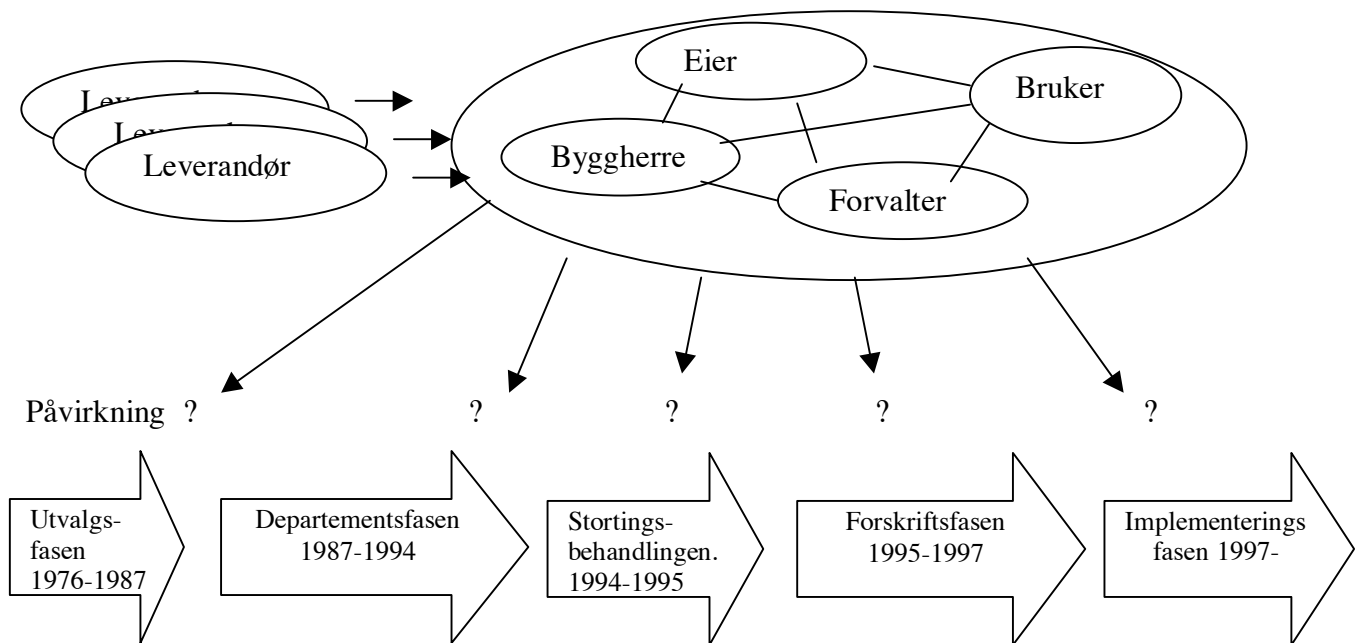 Eier
Bruker
Leverandør
Byggherre
Forvalter
Påvirkning ? ? ? ? ?
Utvalgs-
fasen
1976-1987
Departementsfasen
1987-1994
Stortings-
behandlingen.
1994-1995
Forskriftsfasen
1995-1997
Implementerings
fasen 1997-